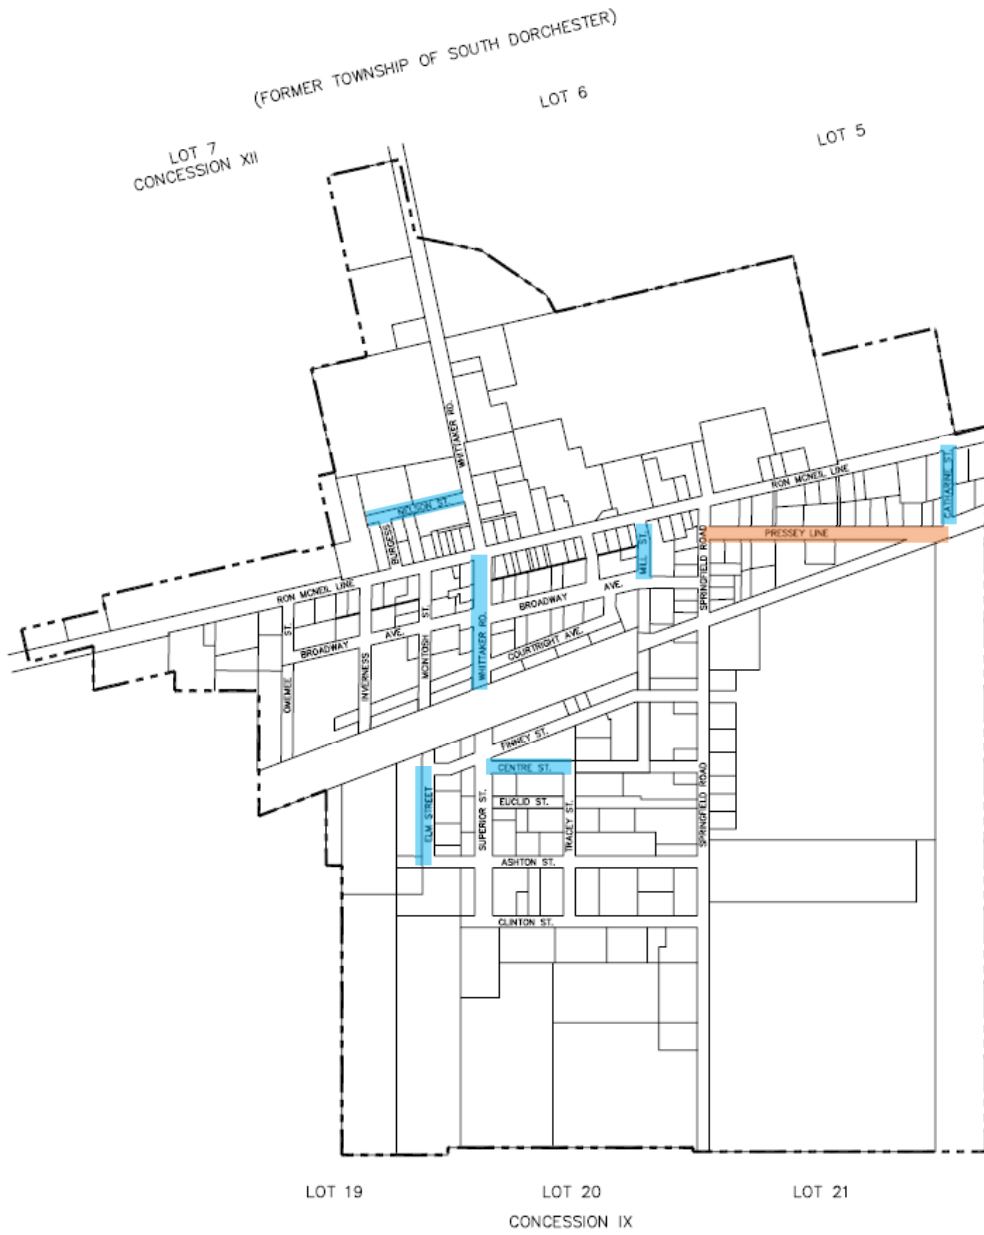 (FORMER TOWNSHIP OF SOUTH DORCHESTER)
LOT 6
LOT 5
LOT 7
CONCESSION XII
WHITTAKER RD.
RON MCNEIL LINE
CATHARNE ST.
NELSON ST.
BURGESS
MILL ST.
SPRINGFIELD ROAD
PRESSEY LINE
RON MCNEIL LINE
OMEMEE ST.
BROADWAY AVE.
INVERNESS
MCINTOSH ST.
WHITTAKER RD.
BROADWAY AVE.
COURTRIGHT AVE.
FINNEY ST.
CENTRE ST.
ELM STREET
SUPERIOR ST.
EUCLID ST.
TRACEY ST.
SPRINGFIELD ROAD
ASHTON ST.
CLINTON ST.
LOT 19
LOT 20
LOT 21
CONCESSION IX